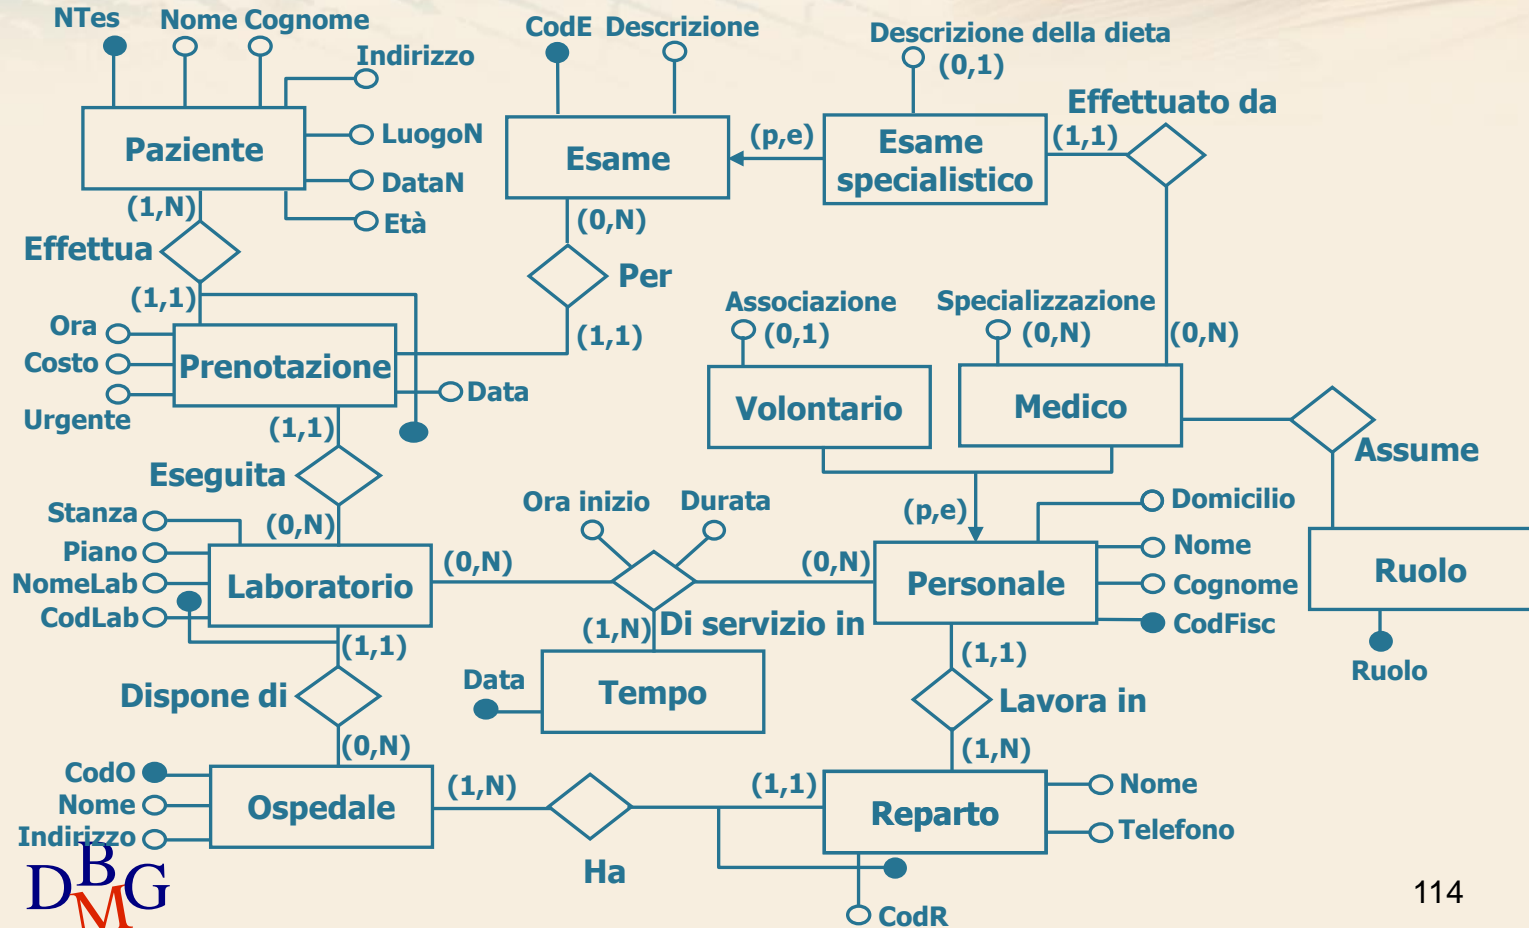 NTes
Nome Cognome
CodE Descrizione
Descrizione della dieta
(0,1)
Indirizzo
Effettuato da
Paziente
LuogoN
DataN
Età
Esame
(p,e)
Esame
specialistico
(1,1)
(1,N)
Effettua
(1,1)
(0,N)
Per
(1,1)
Associazione
(0,1)
Specializzazione
(0,N)
(0,N)
Ora
Costo
Urgente
Prenotazione
Data
Volontario
Medico
(1,1)
Eseguita
(0,N)
Assume
Stanza
Piano
NomeLab
CodLab
Laboratorio
(0,N)
Ora inizio
Durata
(0,N)
(p,e)
Personale
Domicilio
Nome
Cognome
CodFisc
Ruolo
Ruolo
(1,1)
Dispone di
(0,N)
(1,N)
Di servizio in
Data
Tempo
(1,1)
Lavora in
(1,N)
CodO
Nome
Indirizzo
Ospedale
(1,N)
Ha
(1,1)
Reparto
Nome
Telefono
CodR
DBMG
114